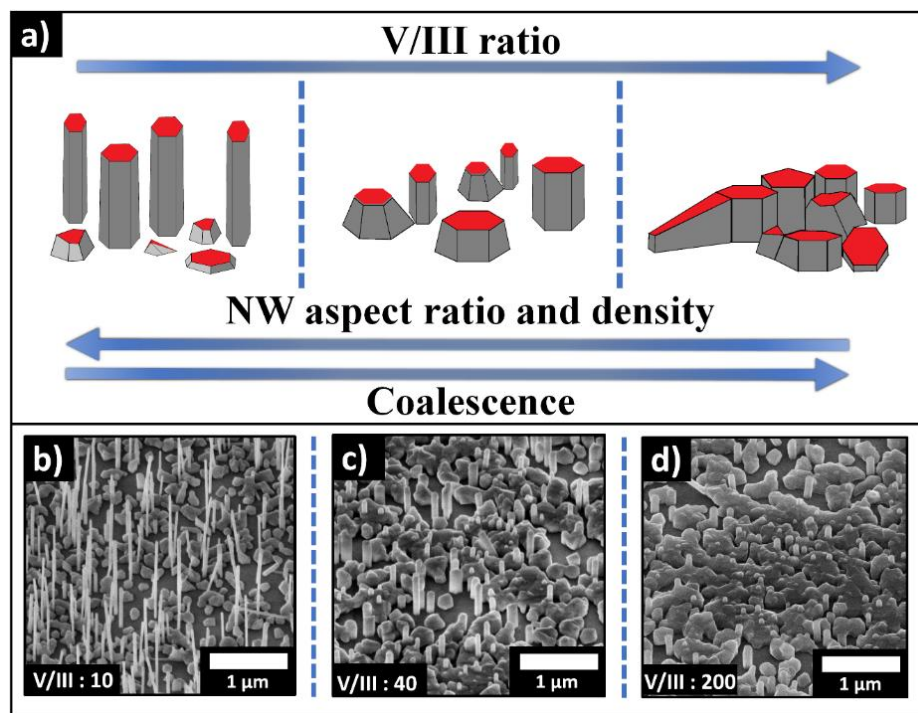 a)
V/III ratio
NW aspect ratio and density
Coalescence
b)
V/III : 10
1 µm
c)
V/III : 40
1 µm
d)
V/III : 200
1 µm